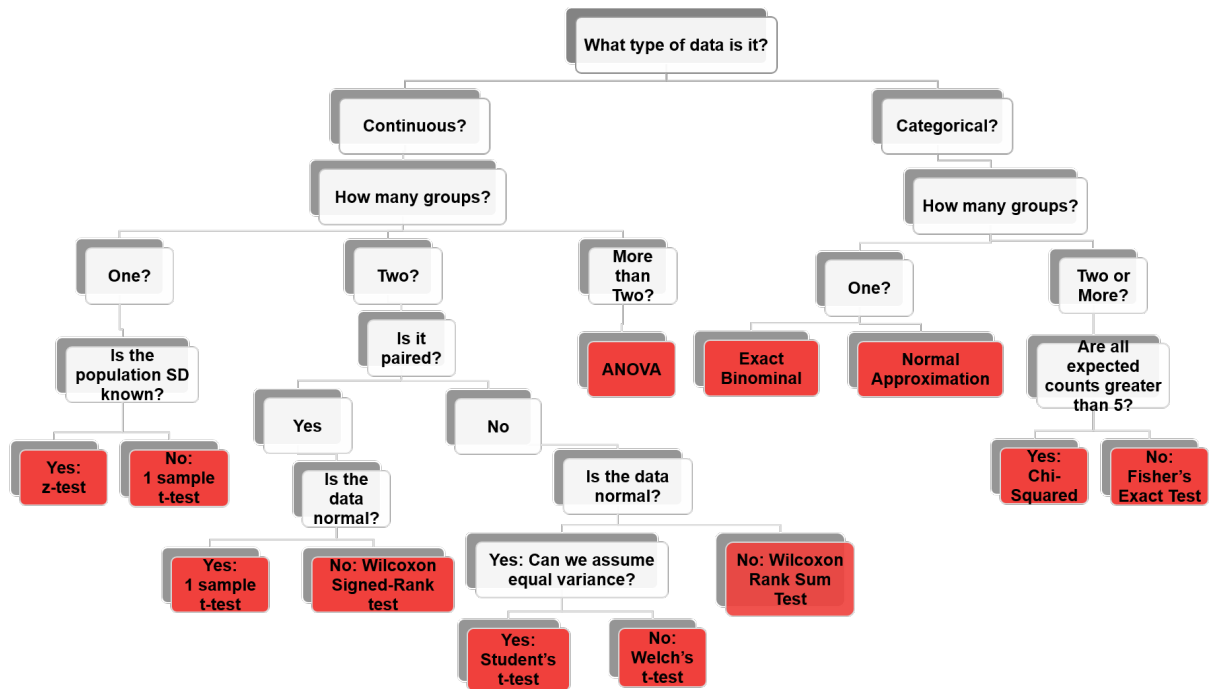 What type of data is it?
Continuous?
Categorical?
How many groups?
How many groups?
One?
Two?
More
than
Two?
One?
Two or
More?
Is it
paired?
Is the
population SD
known?
ANOVA
Exact
Binominal
Normal
Approximation
Are all
expected
counts greater
than 5?
Yes
No
Yes:
z-test
No:
1 sample
t-test
Is the
data
normal?
Is the data
normal?
Yes:
Chi-
Squared
No:
Fisher's
Exact Test
Yes:
1 sample
t-test
No: Wilcoxon
Signed-Rank
test
Yes: Can we assume
equal variance?
No: Wilcoxon
Rank Sum
Test
Yes:
Student's
t-test
No:
Welch's
t-test